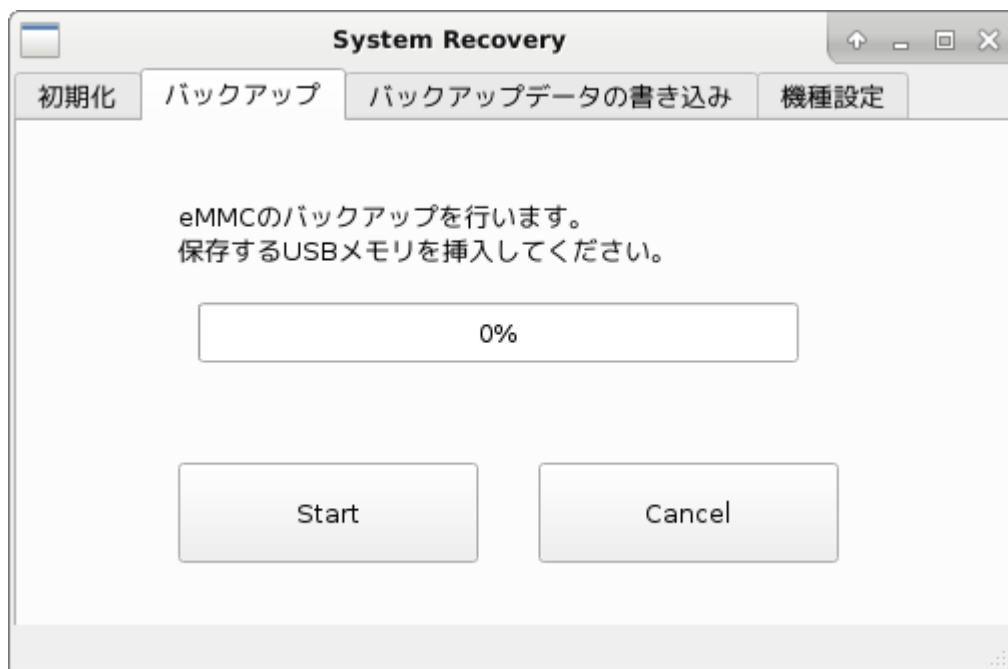 System Recovery
初期化
バックアップ
バックアップデータの書き込み
機種設定
eMMCのバックアップを行います。
保存するUSBメモリを挿入してください。
0%
Start
Cancel